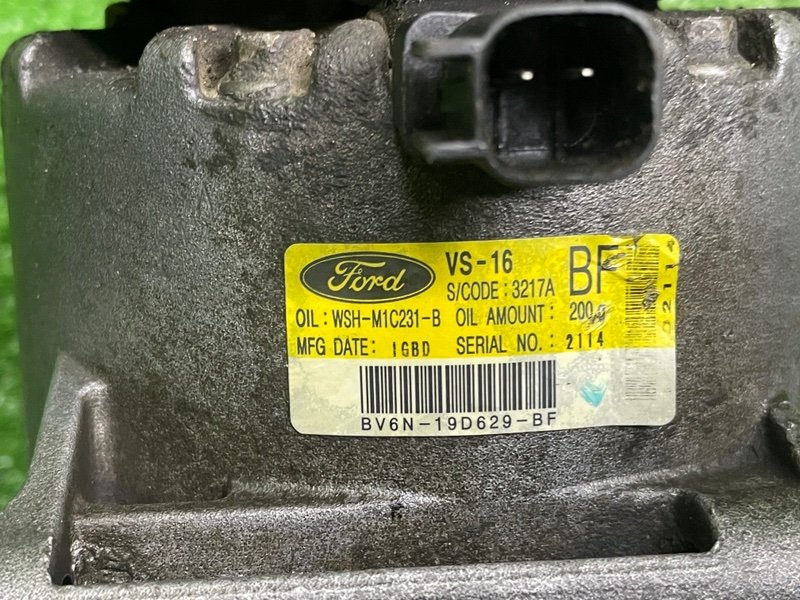 Ford VS-16 BF
S/CODE : 3217A
OIL : WSH-M1C231-B OIL AMOUNT : 200
MFG DATE: 1GBD SERIAL NO. : 2114
BV6N-19D629-BF
02114